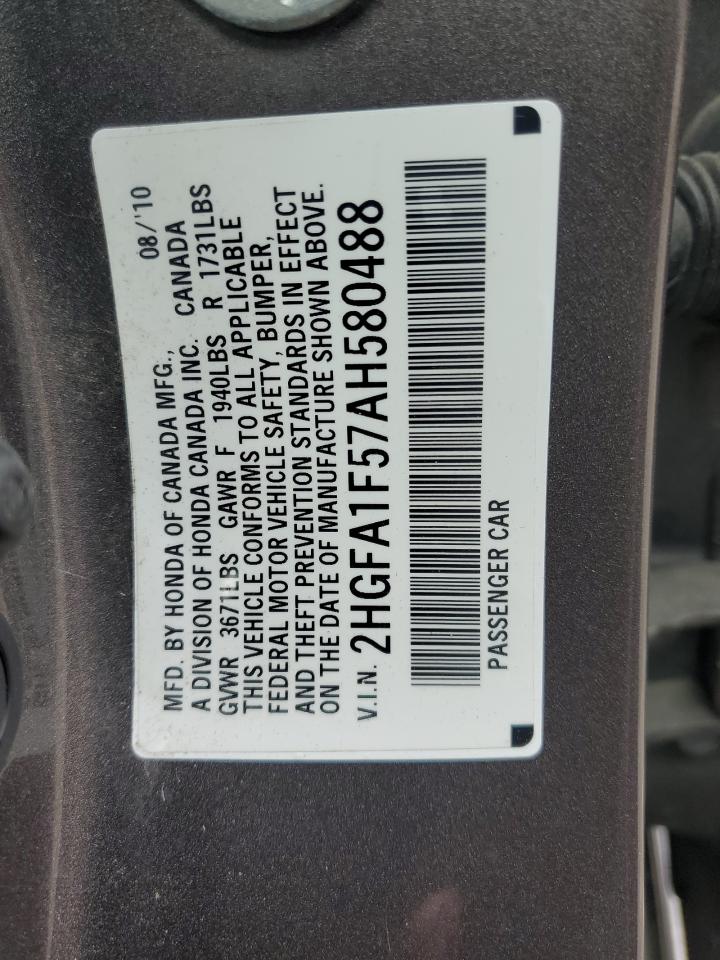 MFD. BY HONDA OF CANADA MFG., 08/'10
A DIVISION OF HONDA CANADA INC. CANADA
GVWR 3671LBS GAWR F 1940LBS R 1731LBS
THIS VEHICLE CONFORMS TO ALL APPLICABLE
FEDERAL MOTOR VEHICLE SAFETY, BUMPER,
AND THEFT PREVENTION STANDARDS IN EFFECT
ON THE DATE OF MANUFACTURE SHOWN ABOVE.
V.I.N. 2HGFA1F57AH580488
PASSENGER CAR